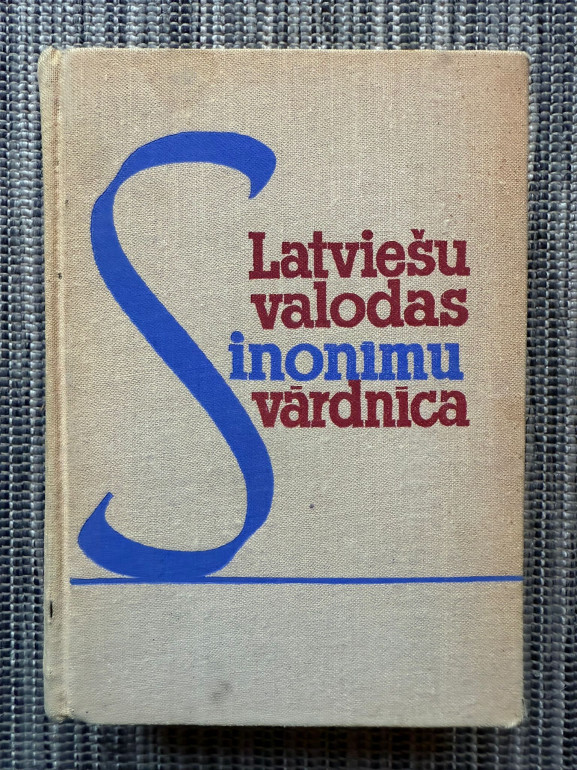 Latviešu
valodas
Sinonīmu
vārdnīca